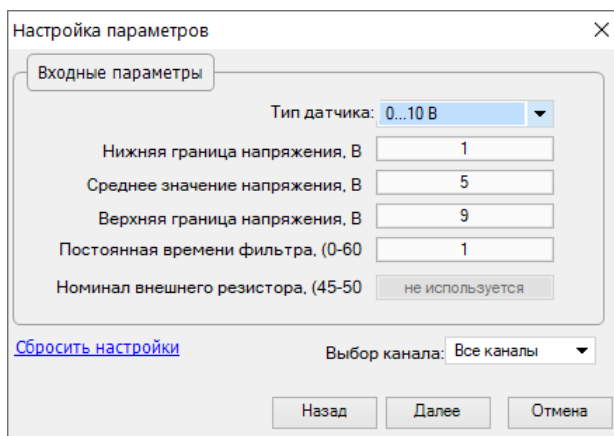 Настройка параметров
Входные параметры
Тип датчика: 0...10 В
Нижняя граница напряжения, В 1
Среднее значение напряжения, В 5
Верхняя граница напряжения, В 9
Постоянная времени фильтра, (0-60 1
Номинал внешнего резистора, (45-50 не используется
Сбросить настройки Выбор канала: Все каналы
Назад Далее Отмена